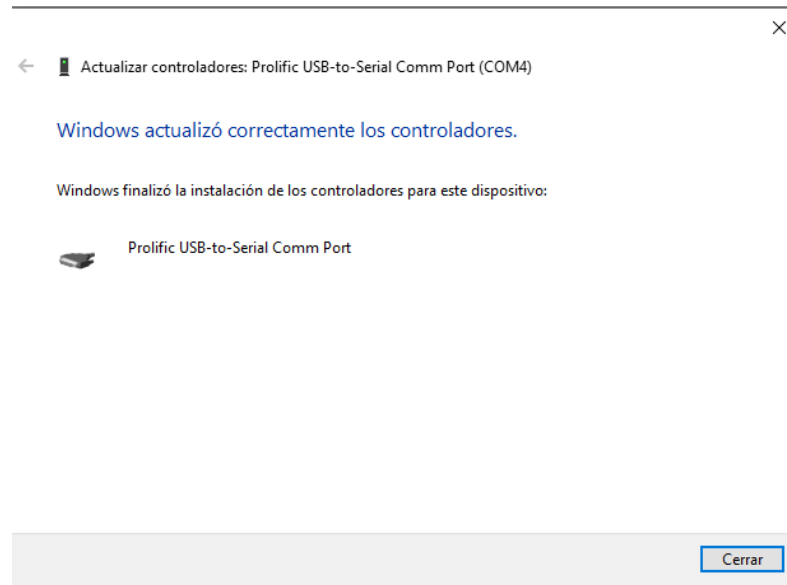 Actualizar controladores: Prolific USB-to-Serial Comm Port (COM4)
Windows actualizó correctamente los controladores.
Windows finalizó la instalación de los controladores para este dispositivo:
Prolific USB-to-Serial Comm Port
Cerrar